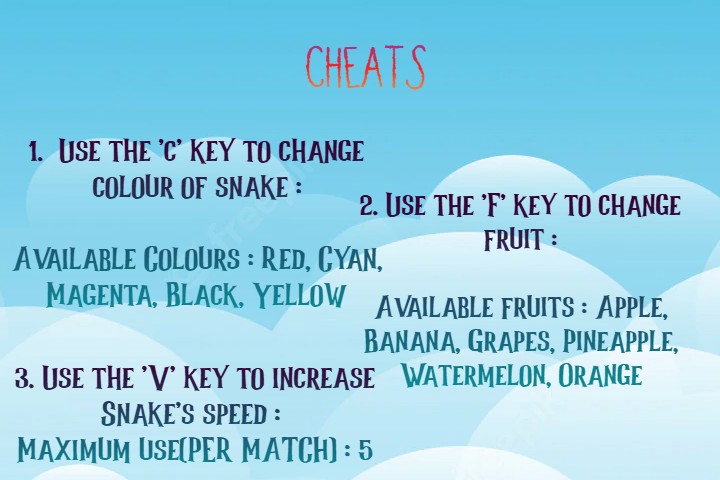 CHEATS
1. USE THE 'C' KEY TO CHANGE
COLOUR OF SNAKE :
AVAILABLE COLOURS : RED, CYAN,
MAGENTA, BLACK, YELLOW
2. USE THE 'F' KEY TO CHANGE
FRUIT :
AVAILABLE FRUITS : APPLE,
BANANA, GRAPES, PINEAPPLE,
WATERMELON, ORANGE
3. USE THE 'V' KEY TO INCREASE
SNAKE'S SPEED :
MAXIMUM USE(PER MATCH) : 5